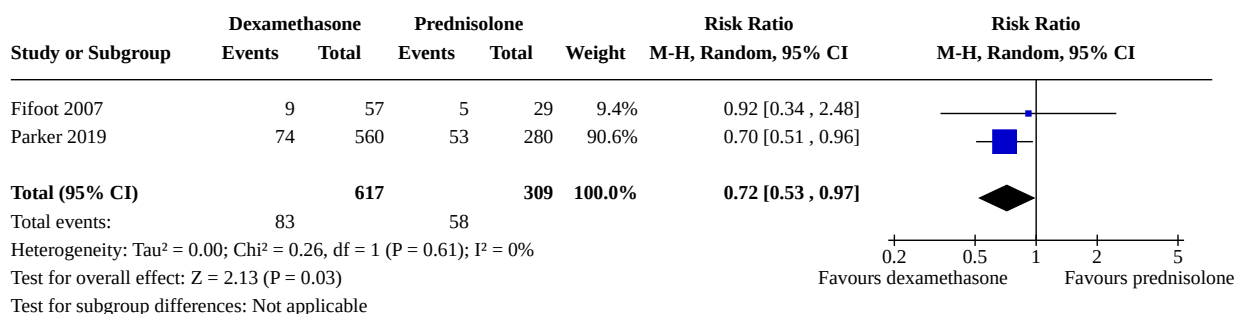 Dexamethasone Prednisolone Risk Ratio Risk Ratio
Study or Subgroup Events Total Events Total Weight M-H, Random, 95% CI M-H, Random, 95% CI
Fifoot 2007 9 57 5 29 9.4% 0.92 [0.34 , 2.48]
Parker 2019 74 560 53 280 90.6% 0.70 [0.51 , 0.96]
Total (95% CI) 617 309 100.0% 0.72 [0.53 , 0.97]
Total events: 83 58
Heterogeneity: Tau² = 0.00; Chi² = 0.26, df = 1 (P = 0.61); I² = 0%
0.2 0.5 1 2 5
Test for overall effect: Z = 2.13 (P = 0.03) Favours dexamethasone Favours prednisolone
Test for subgroup differences: Not applicable